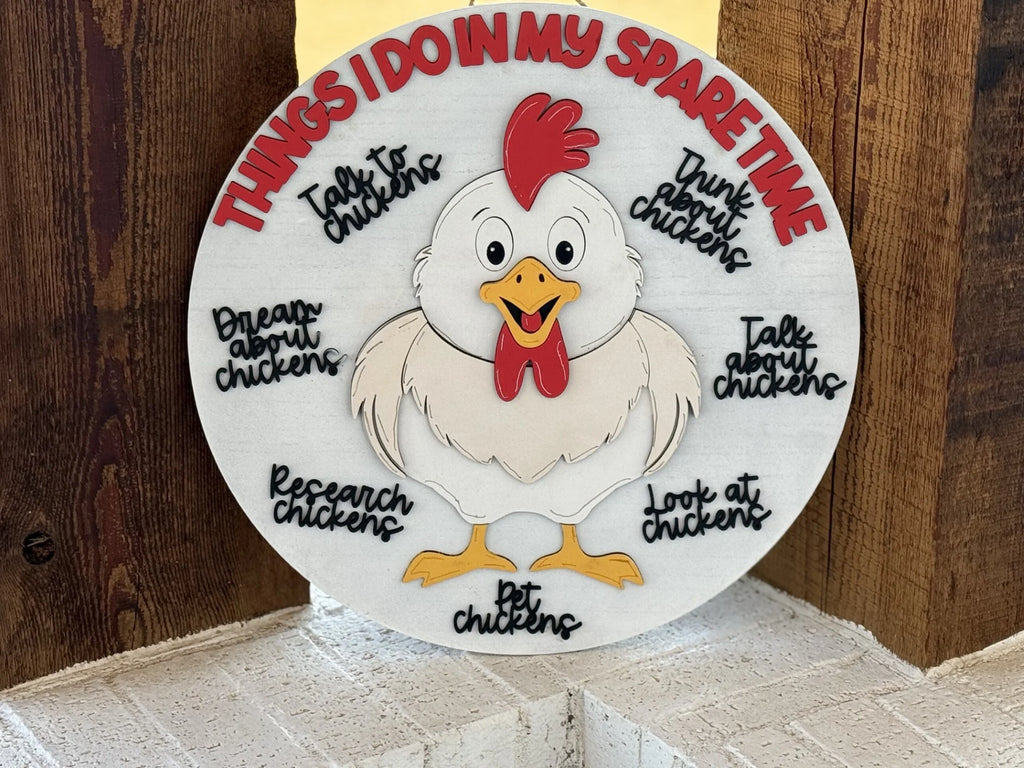 THINGS I DO IN MY SPARE TIME
Talk to
chickens
Think
about
chickens
Dream
about
chickens
Talk
about
chickens
Research
chickens
Look at
chickens
Pet
chickens